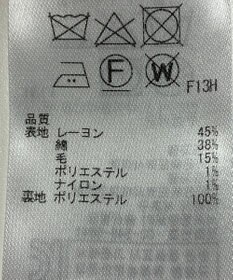 F
W
F13H
品質
表地 レーヨン 45%
綿 38%
毛 15%
ポリエステル 1%
ナイロン 1%
裏地 ポリエステル 100%